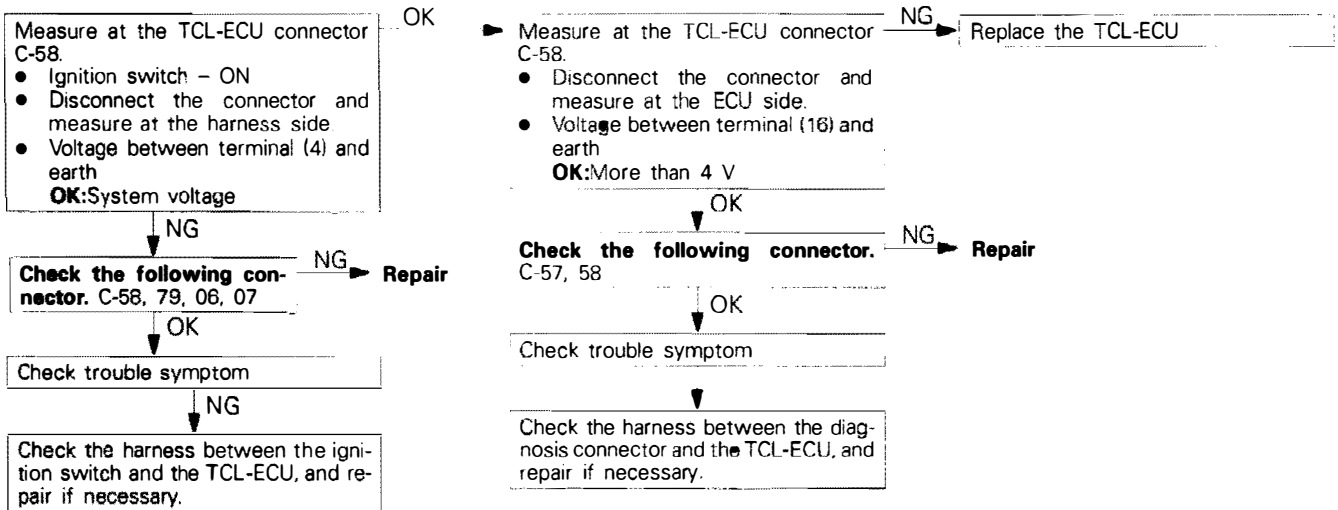 Measure at the TCL-ECU connector
C-58.
● Ignition switch – ON
● Disconnect the connector and
measure at the harness side.
● Voltage between terminal (4) and
earth
OK:System voltage
OK
NG
Check the following con-
nector. C-58, 79, 06, 07
NG
Repair
OK
Check trouble symptom
NG
Check the harness between the igni-
tion switch and the TCL-ECU, and re-
pair if necessary.
Measure at the TCL-ECU connector
C-58.
● Disconnect the connector and
measure at the ECU side.
● Voltage between terminal (16) and
earth
OK:More than 4 V
NG
Replace the TCL-ECU
OK
Check the following connector.
C-57, 58
NG
Repair
OK
Check trouble symptom
Check the harness between the diag-
nosis connector and the TCL-ECU, and
repair if necessary.